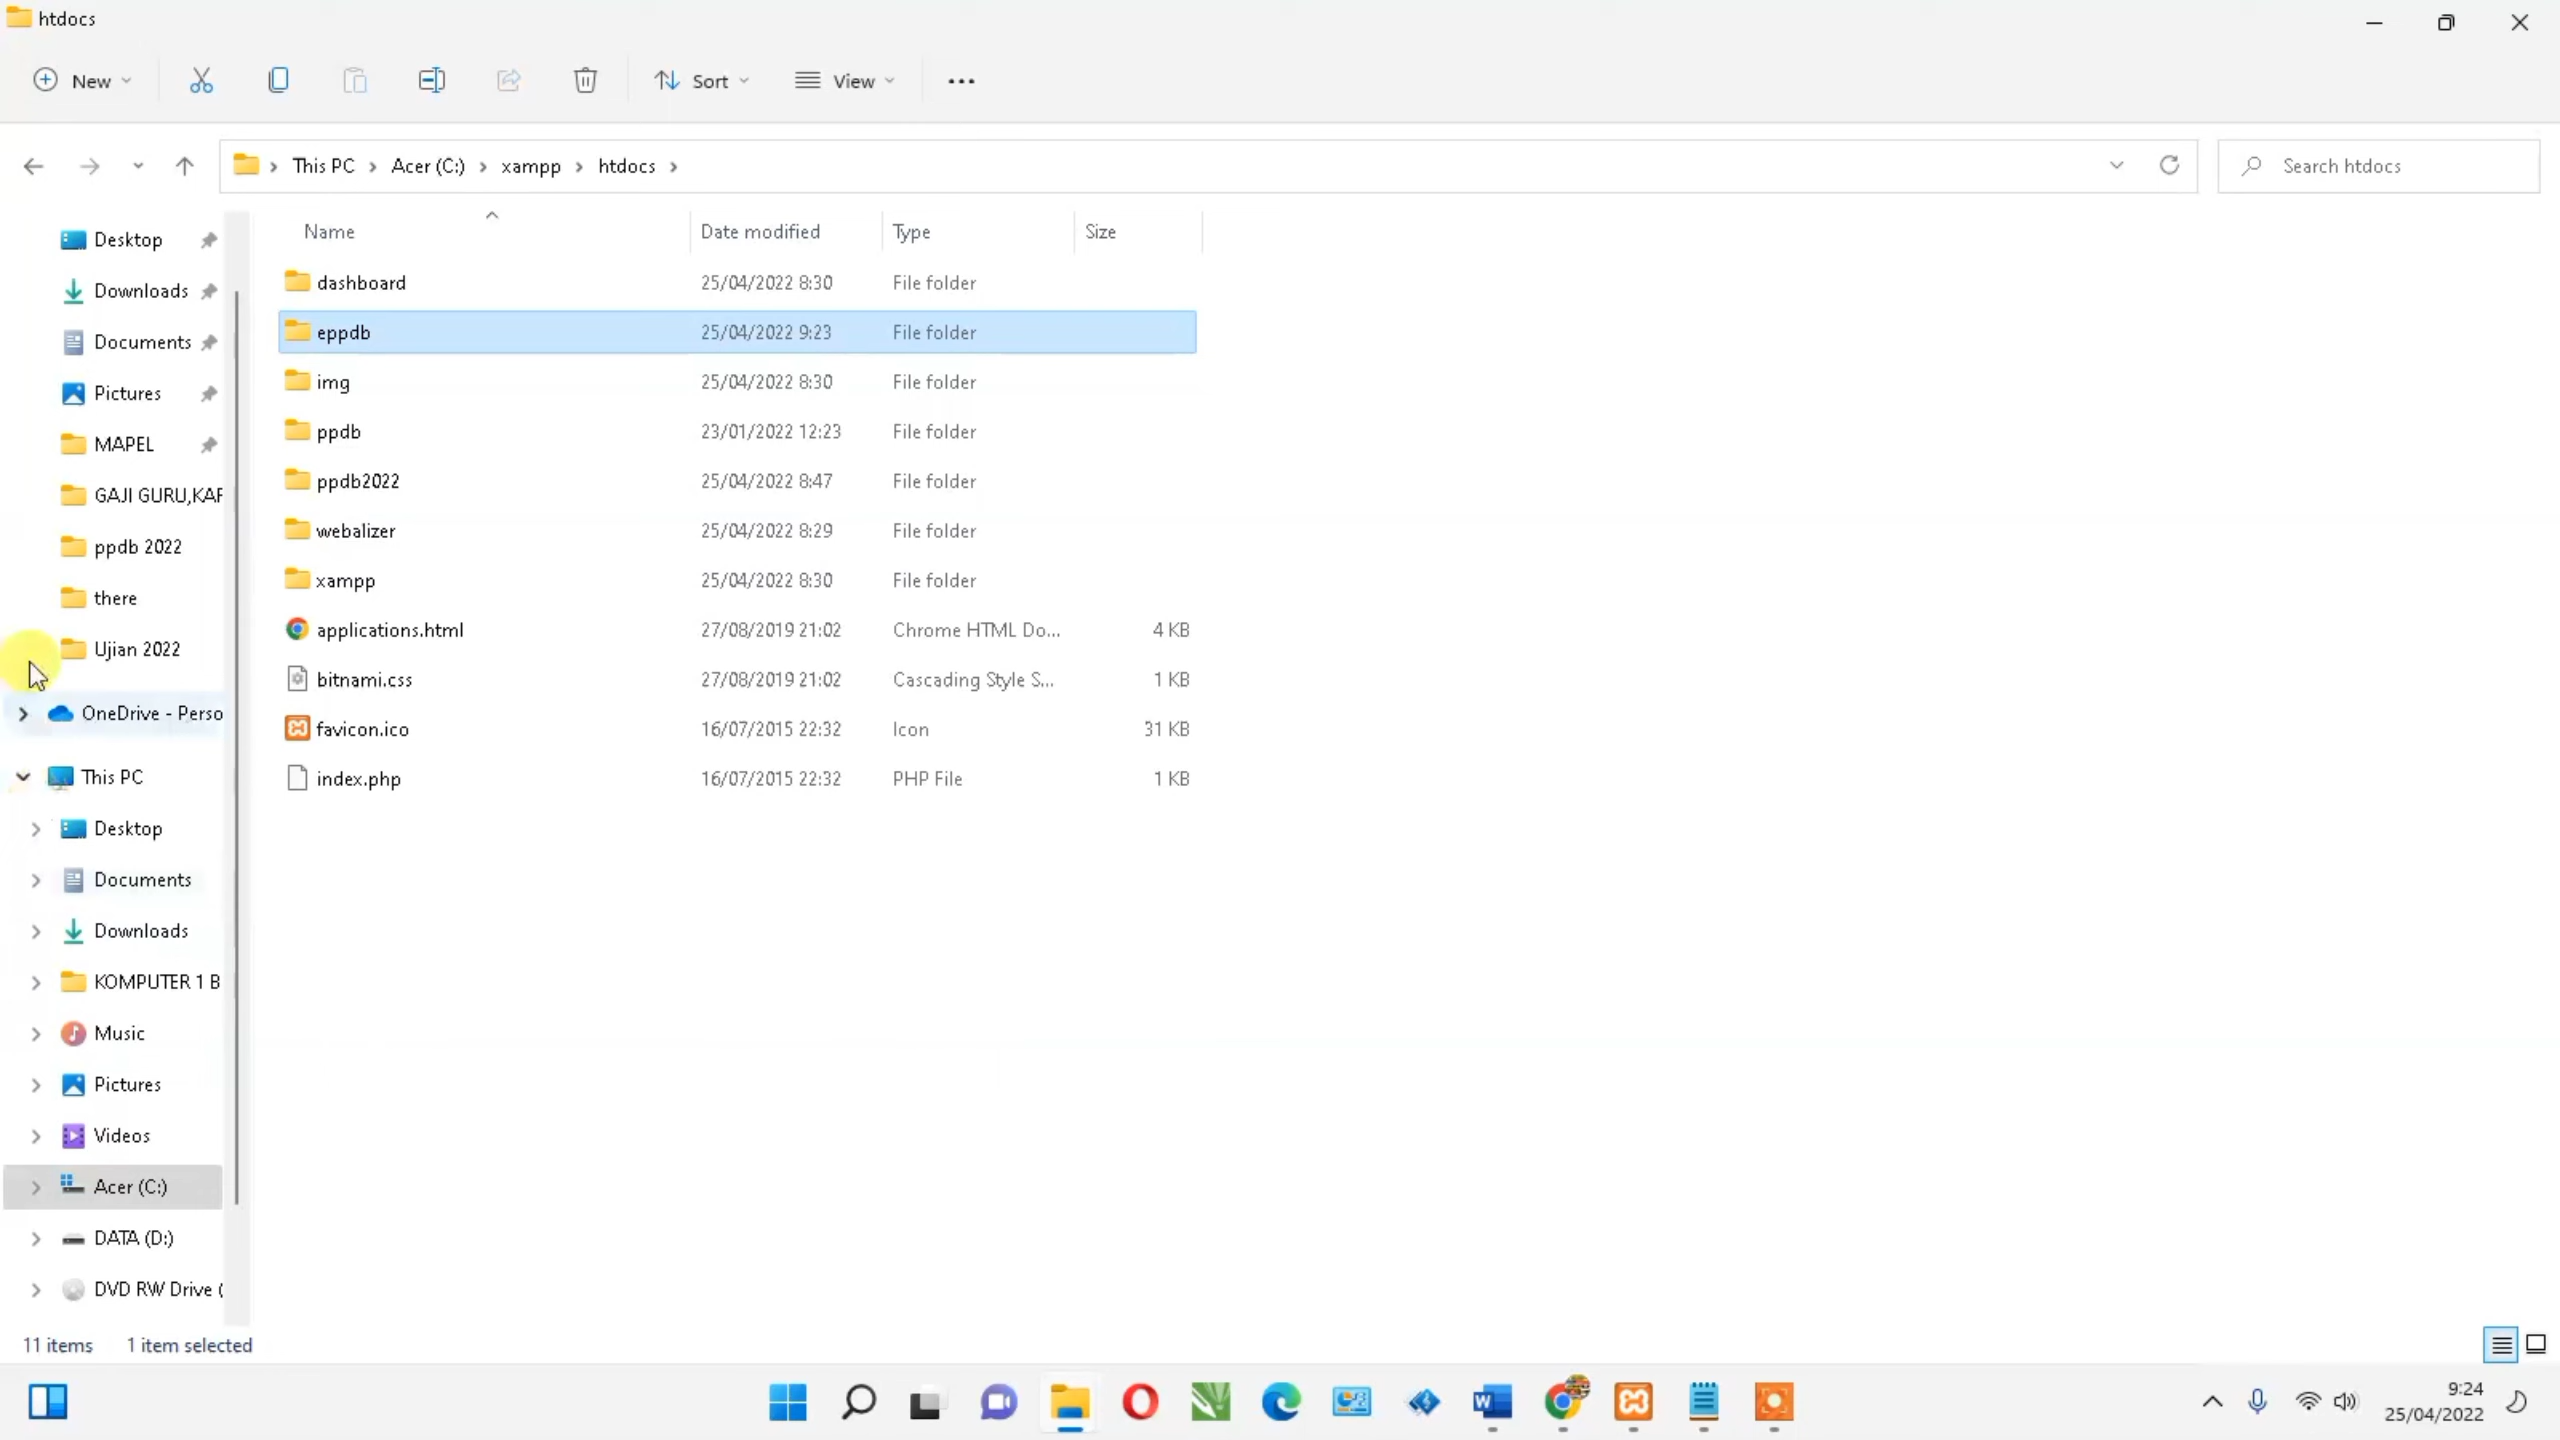 htdocs
New
Sort
View
This PC
Acer (C:)
xampp
htdocs
Search htdocs
Name
Date modified
Type
Size
Desktop
Downloads
Documents
Pictures
MAPEL
GAJI GURU,KAF
ppdb 2022
there
Ujian 2022
OneDrive - Perso
This PC
Desktop
Documents
Downloads
KOMPUTER 1 B
Music
Pictures
Videos
Acer (C:)
DATA (D:)
DVD RW Drive (
dashboard 25/04/2022 8:30 File folder
eppdb 25/04/2022 9:23 File folder
img 25/04/2022 8:30 File folder
ppdb 23/01/2022 12:23 File folder
ppdb2022 25/04/2022 8:47 File folder
webalizer 25/04/2022 8:29 File folder
xampp 25/04/2022 8:30 File folder
applications.html 27/08/2019 21:02 Chrome HTML Do... 4 KB
bitnami.css 27/08/2019 21:02 Cascading Style S... 1 KB
favicon.ico 16/07/2015 22:32 Icon 31 KB
index.php 16/07/2015 22:32 PHP File 1 KB
11 items 1 item selected
9:24
25/04/2022